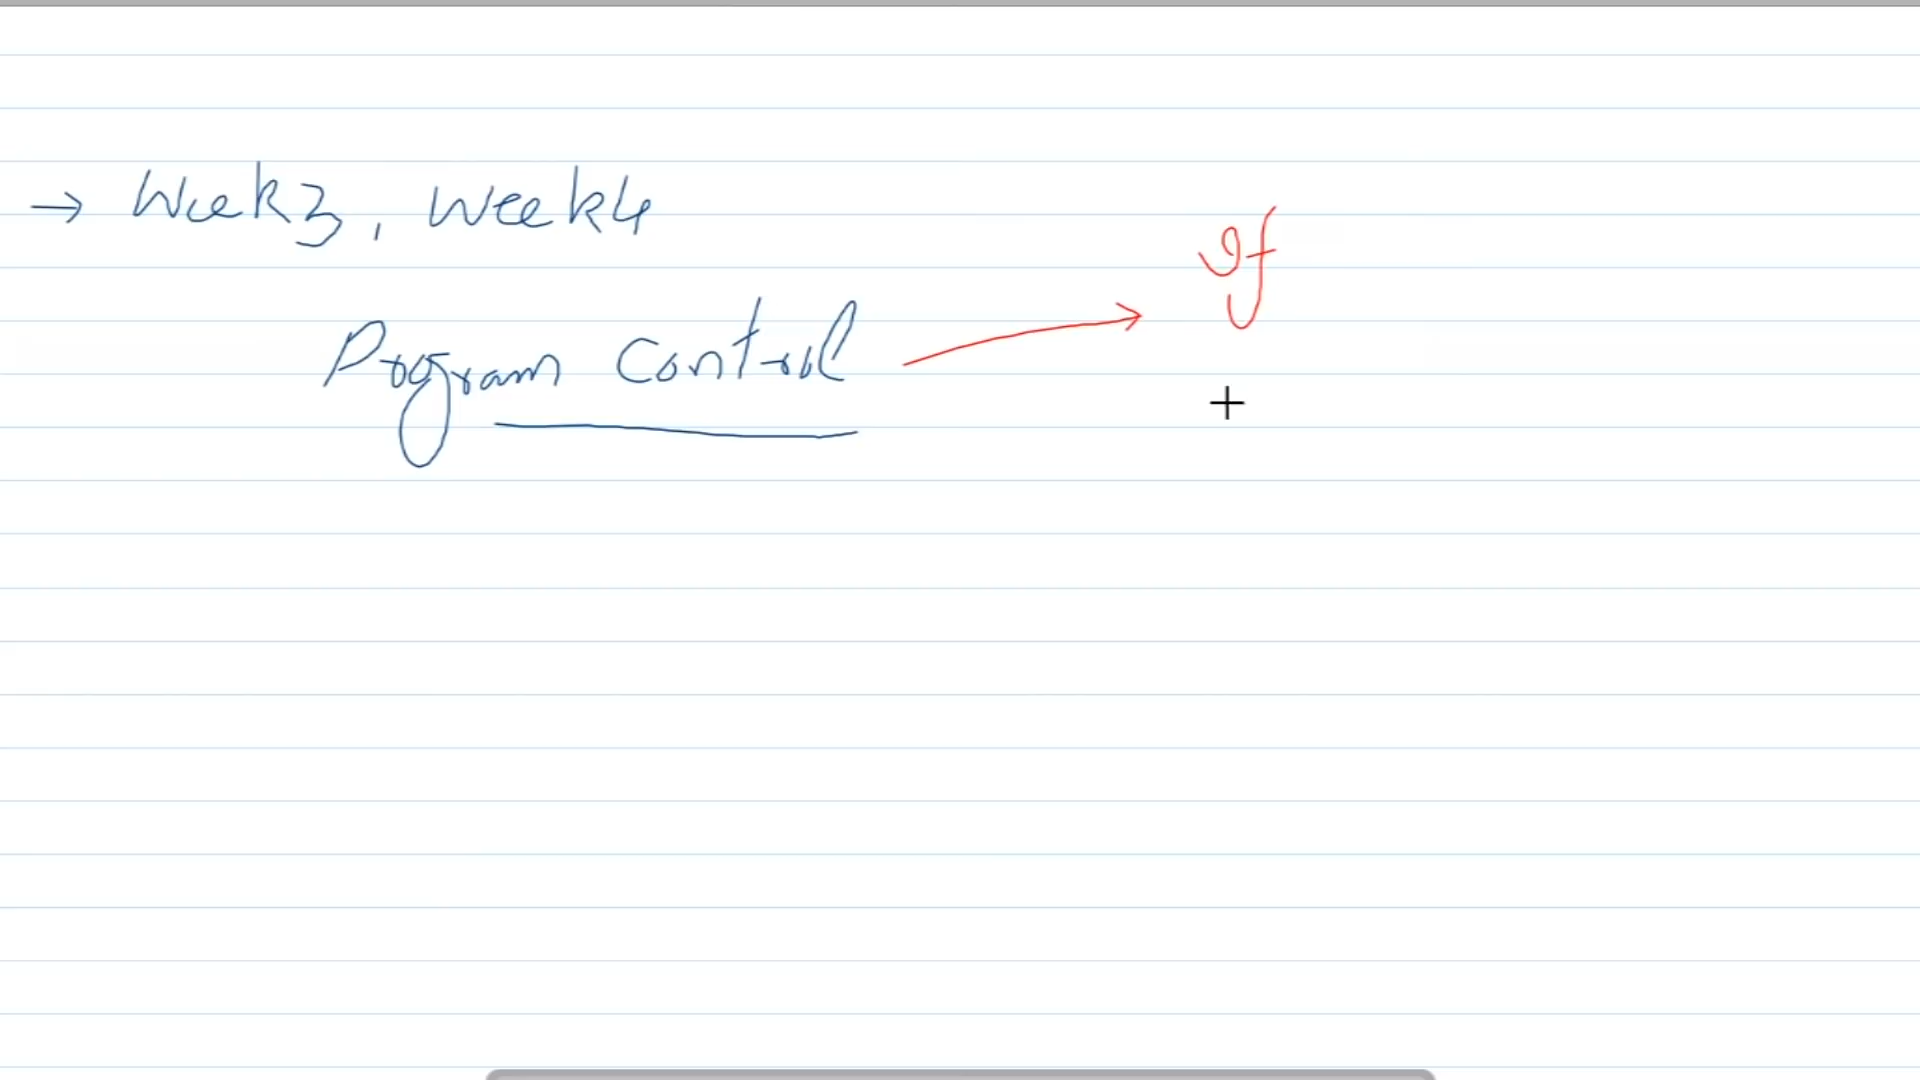 → Week3, Week4
If
Program Control →